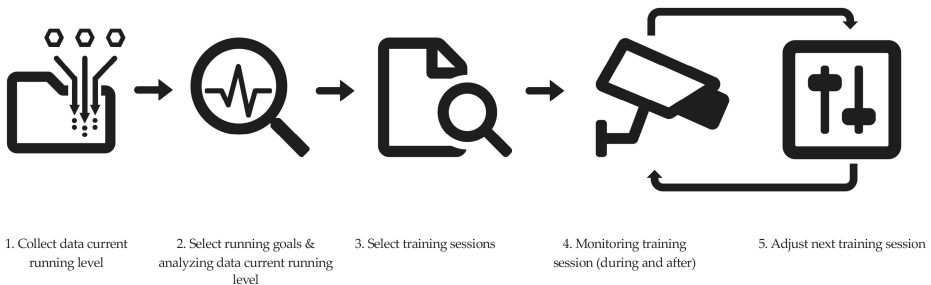 1. Collect data current
running level
2. Select running goals &
analyzing data current running
level
3. Select training sessions
4. Monitoring training
session (during and after)
5. Adjust next training session